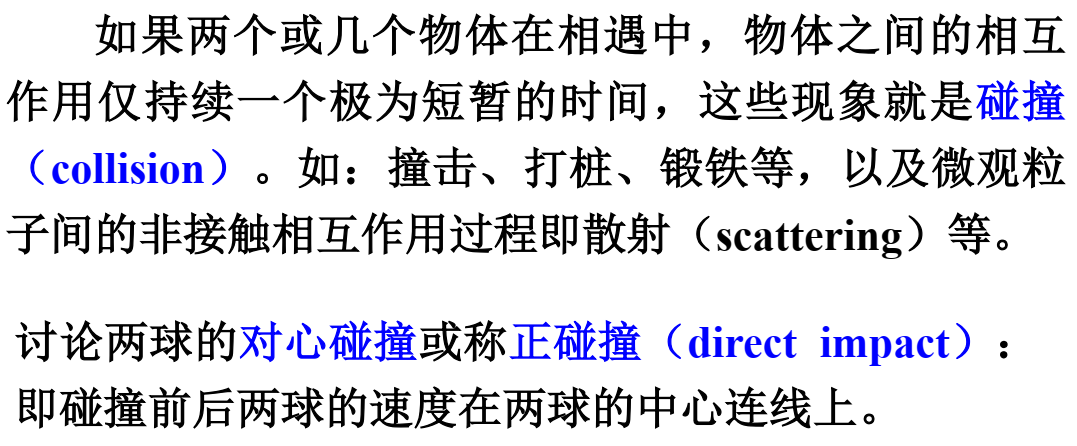 如果两个或几个物体在相遇中，物体之间的相互
作用仅持续一个极为短暂的时间，这些现象就是碰撞
（collision）。如：撞击、打桩、锻铁等，以及微观粒
子间的非接触相互作用过程即散射（scattering）等。
讨论两球的对心碰撞或称正碰撞（direct impact）：
即碰撞前后两球的速度在两球的中心连线上。